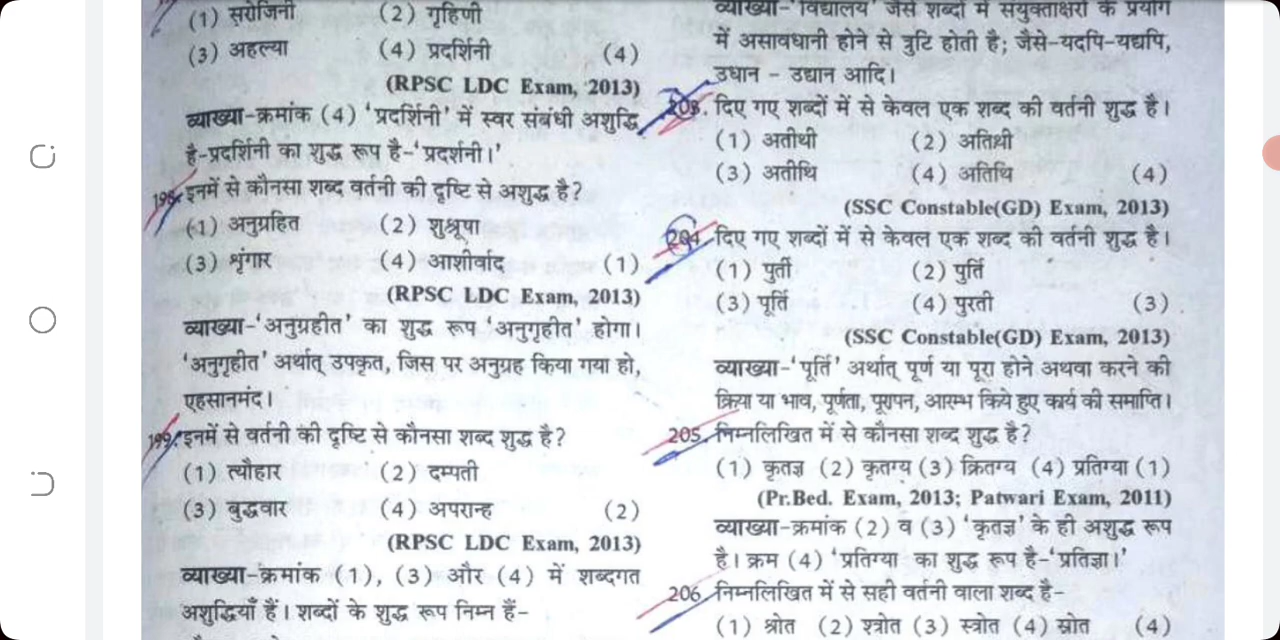 (1) सरोजिनी (2) गृहिणी
(3) अहल्या (4) प्रदर्शिनी (4)
(RPSC LDC Exam, 2013)
व्याख्या-क्रमांक (4) 'प्रदर्शिनी' में स्वर संबंधी अशुद्धि
है-प्रदर्शिनी का शुद्ध रूप है-'प्रदर्शनी।'
198. इनमें से कौनसा शब्द वर्तनी की दृष्टि से अशुद्ध है?
(1) अनुग्रहित (2) शुश्रूषा
(3) शृंगार (4) आशीर्वाद (1)
(RPSC LDC Exam, 2013)
व्याख्या-'अनुग्रहीत' का शुद्ध रूप 'अनुगृहीत' होगा।
'अनुगृहीत' अर्थात् उपकृत, जिस पर अनुग्रह किया गया हो,
एहसानमंद।
199. इनमें से वर्तनी की दृष्टि से कौनसा शब्द शुद्ध है?
(1) त्यौहार (2) दम्पती
(3) बुद्धवार (4) अपरान्ह (2)
(RPSC LDC Exam, 2013)
व्याख्या-क्रमांक (1), (3) और (4) में शब्दगत
अशुद्धियाँ हैं। शब्दों के शुद्ध रूप निम्न हैं-
व्याख्या-'विद्यालय' जैसे शब्दों में संयुक्ताक्षरों के प्रयोग
में असावधानी होने से त्रुटि होती है; जैसे-यदपि-यद्यपि,
उधान - उद्यान आदि।
203. दिए गए शब्दों में से केवल एक शब्द की वर्तनी शुद्ध है।
(1) अतीथी (2) अतिथी
(3) अतीथि (4) अतिथि (4)
(SSC Constable(GD) Exam, 2013)
204. दिए गए शब्दों में से केवल एक शब्द की वर्तनी शुद्ध है।
(1) पुर्ती (2) पुर्ति
(3) पूर्ति (4) पुरती (3)
(SSC Constable(GD) Exam, 2013)
व्याख्या-'पूर्ति' अर्थात् पूर्ण या पूरा होने अथवा करने की
क्रिया या भाव, पूर्णता, पूरापन, आरम्भ किये हुए कार्य की समाप्ति।
205. निम्नलिखित में से कौनसा शब्द शुद्ध है?
(1) कृतज्ञ (2) कृतग्य (3) क्रितग्य (4) प्रतिग्या (1)
(Pr.Bed. Exam, 2013; Patwari Exam, 2011)
व्याख्या-क्रमांक (2) व (3) 'कृतज्ञ' के ही अशुद्ध रूप
है। क्रम (4) 'प्रतिग्या का शुद्ध रूप है-'प्रतिज्ञा।'
206. निम्नलिखित में से सही वर्तनी वाला शब्द है-
(1) श्रोत (2) श्त्रोत (3) स्त्रोत (4) स्रोत (4)